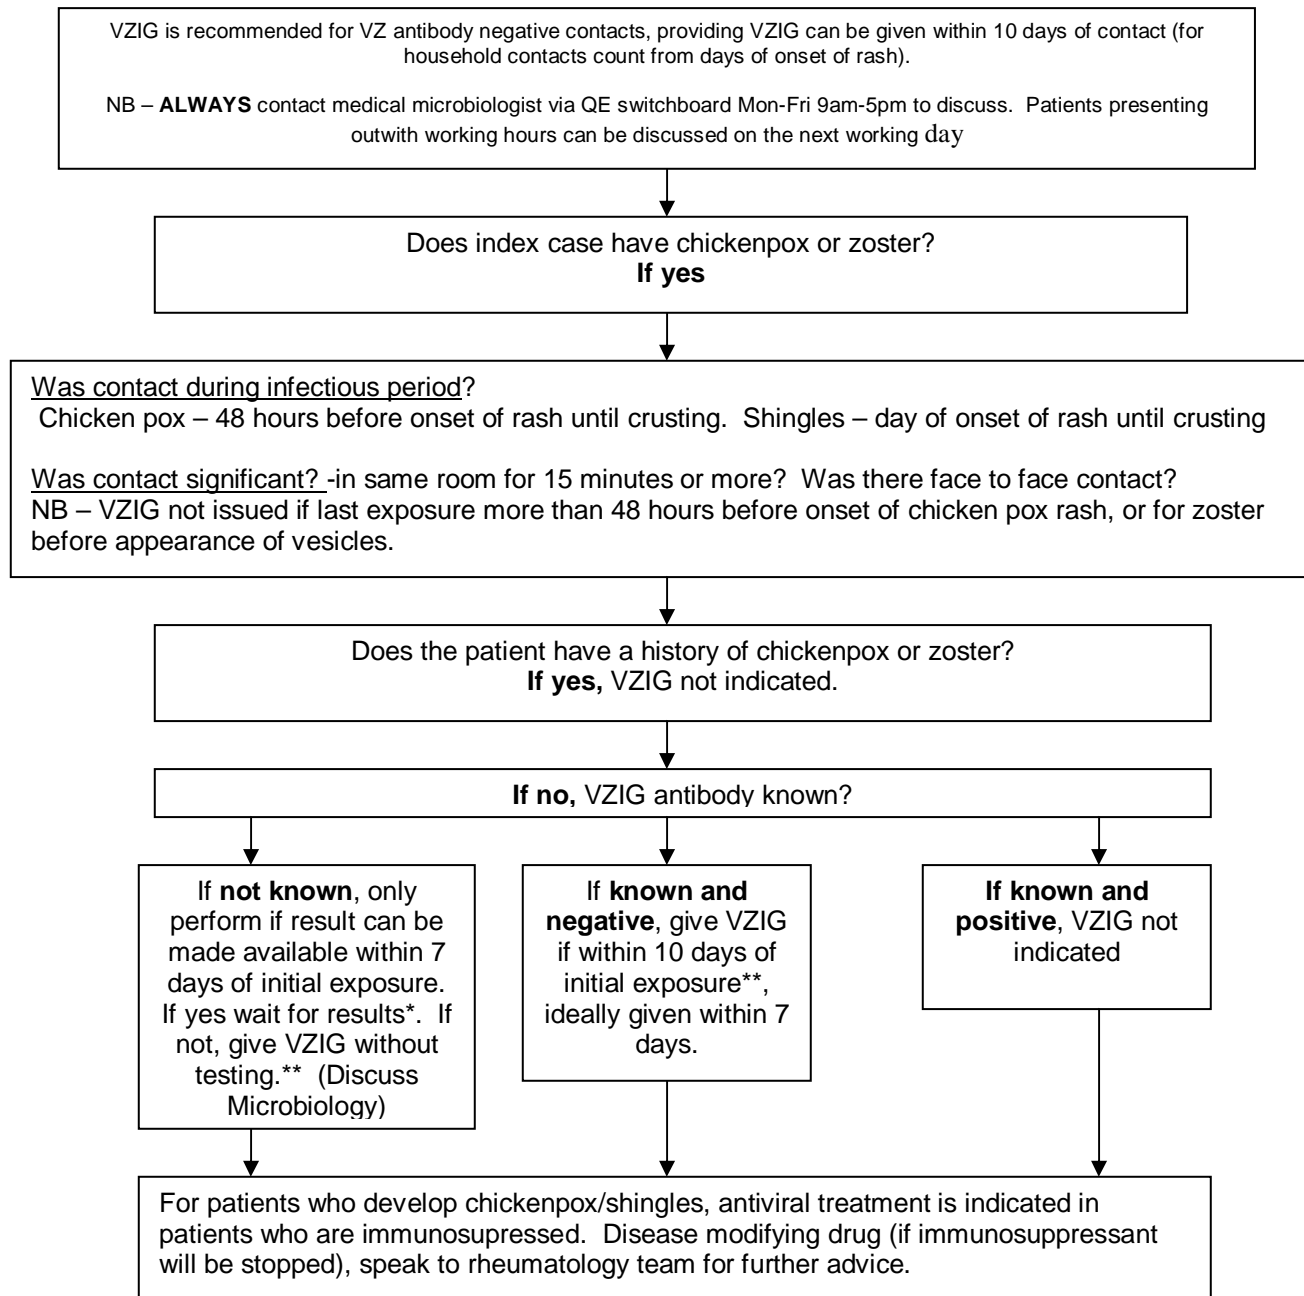 VZIG is recommended for VZ antibody negative contacts, providing VZIG can be given within 10 days of contact (for
household contacts count from days of onset of rash).
NB – ALWAYS contact medical microbiologist via QE switchboard Mon-Fri 9am-5pm to discuss. Patients presenting
outwith working hours can be discussed on the next working day
Does index case have chickenpox or zoster?
If yes
Was contact during infectious period?
Chicken pox – 48 hours before onset of rash until crusting. Shingles – day of onset of rash until crusting
Was contact significant? -in same room for 15 minutes or more? Was there face to face contact?
NB – VZIG not issued if last exposure more than 48 hours before onset of chicken pox rash, or for zoster
before appearance of vesicles.
Does the patient have a history of chickenpox or zoster?
If yes, VZIG not indicated.
If no, VZIG antibody known?
If not known, only
perform if result can be
made available within 7
days of initial exposure.
If yes wait for results*. If
not, give VZIG without
testing.** (Discuss
Microbiology)
If known and
negative, give VZIG
if within 10 days of
initial exposure**,
ideally given within 7
days.
If known and
positive, VZIG not
indicated
For patients who develop chickenpox/shingles, antiviral treatment is indicated in
patients who are immunosupressed. Disease modifying drug (if immunosuppressant
will be stopped), speak to rheumatology team for further advice.